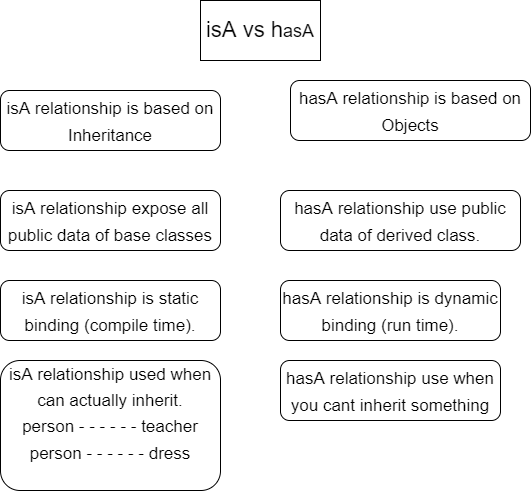 isA vs hasA
isA relationship is based on
Inheritance
hasA relationship is based on
Objects
isA relationship expose all
public data of base classes
hasA relationship use public
data of derived class.
isA relationship is static
binding (compile time).
hasA relationship is dynamic
binding (run time).
isA relationship used when
can actually inherit.
person - - - - - - teacher
person - - - - - - dress
hasA relationship use when
you cant inherit something